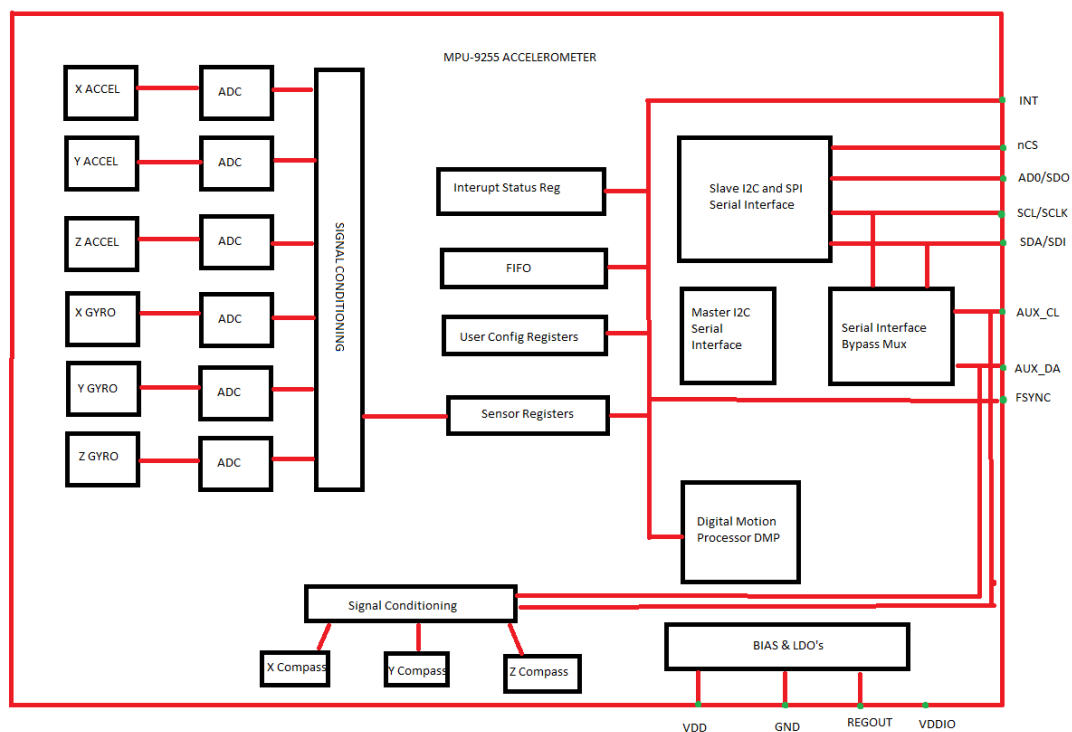 MPU-9255 ACCELEROMETER
X ACCEL
ADC
INT
nCS
Y ACCEL
ADC
AD0/SDO
Interupt Status Reg
Slave I2C and SPI
Serial Interface
SCL/SCLK
Z ACCEL
ADC
SDA/SDI
SIGNAL CONDITIONING
FIFO
X GYRO
ADC
Master I2C
Serial
Interface
AUX_CL
User Config Registers
Serial Interface
Bypass Mux
AUX_DA
Y GYRO
ADC
FSYNC
Sensor Registers
Z GYRO
ADC
Digital Motion
Processor DMP
Signal Conditioning
BIAS & LDO's
X Compass
Y Compass
Z Compass
VDD
GND
REGOUT
VDDIO